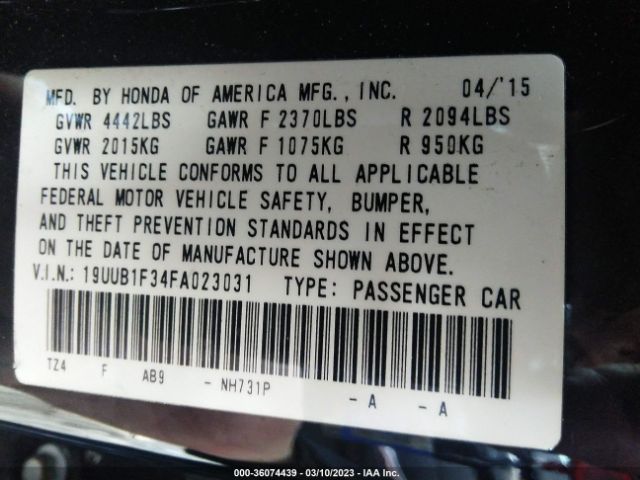 MFD. BY HONDA OF AMERICA MFG., INC. 04/'15
GVWR 4442LBS GAWR F 2370LBS R 2094LBS
GVWR 2015KG GAWR F 1075KG R 950KG
THIS VEHICLE CONFORMS TO ALL APPLICABLE
FEDERAL MOTOR VEHICLE SAFETY, BUMPER,
AND THEFT PREVENTION STANDARDS IN EFFECT
ON THE DATE OF MANUFACTURE SHOWN ABOVE.
V.I.N.: 19UUB1F34FA023031 TYPE: PASSENGER CAR
TZ4 F AB9 - NH731P - A - A
000-36074439 - 03/10/2023 - IAA Inc.